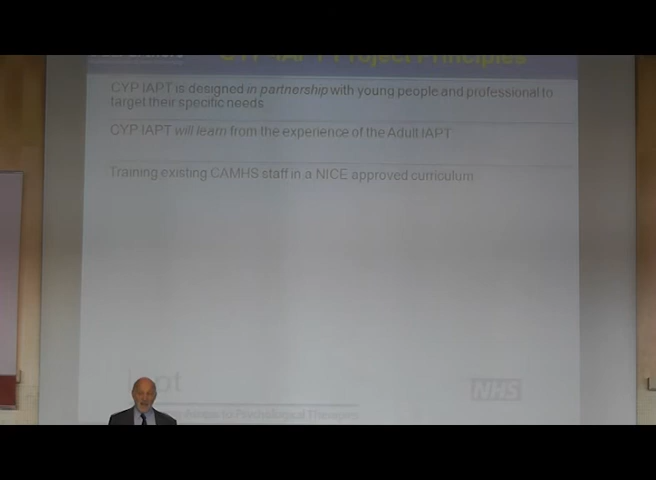 CYP IAPT Project Principles
CYP IAPT is designed in partnership with young people and professional to
target their specific needs
CYP IAPT will learn from the experience of the Adult IAPT
Training existing CAMHS staff in a NICE approved curriculum
NHS
Psychological Therapies